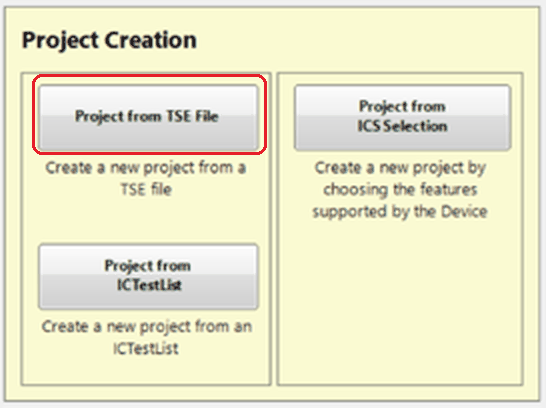 Project Creation
Project from TSE File
Create a new project from a
TSE file
Project from
ICTestList
Create a new project from an
ICTestList
Project from
ICS Selection
Create a new project by
choosing the features
supported by the Device